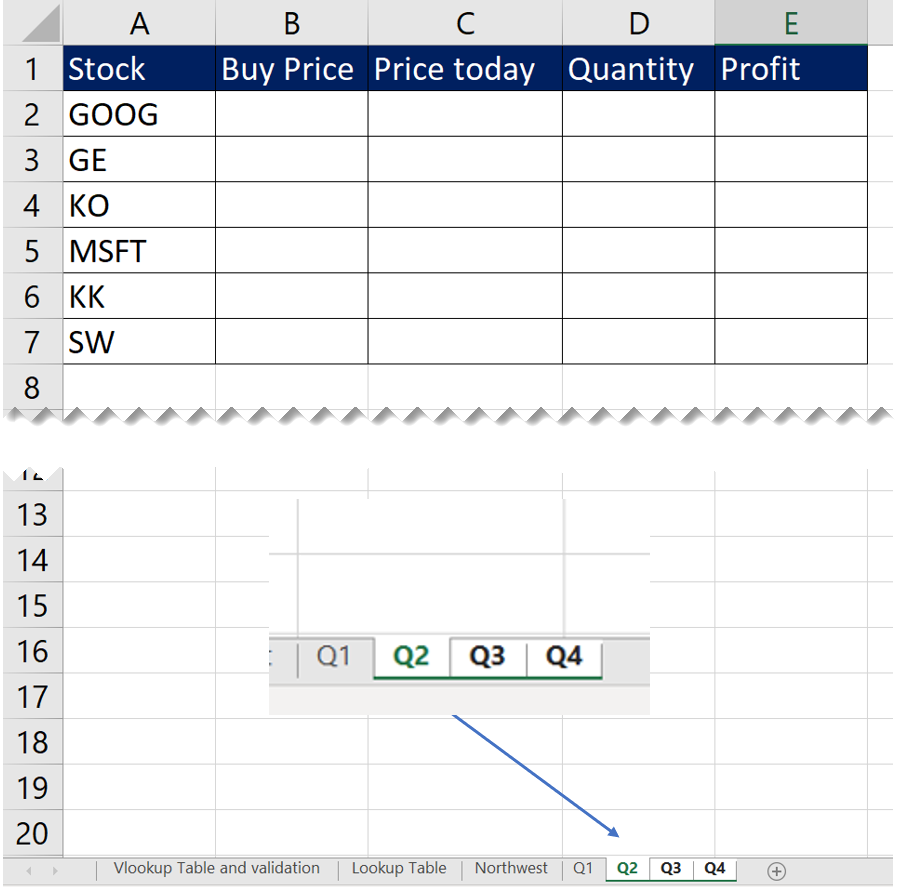 A B C D E
1 Stock Buy Price Price today Quantity Profit
2 GOOG
3 GE
4 KO
5 MSFT
6 KK
7 SW
8
13
14
15
16
Q1 Q2 Q3 Q4
17
18
19
20
Vlookup Table and validation Lookup Table Northwest Q1 Q2 Q3 Q4